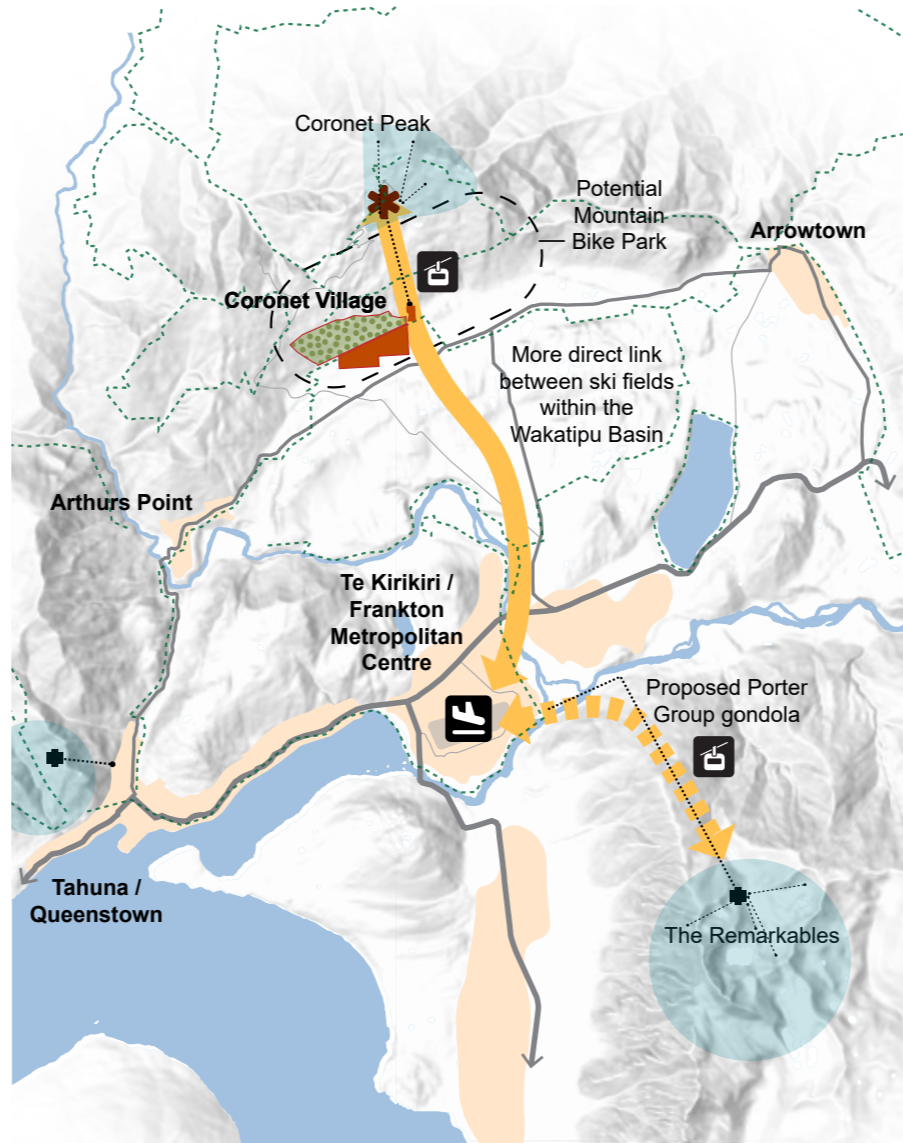 Coronet Peak
Potential
Mountain
Bike Park
Arrowtown
Coronet Village
More direct link
between ski fields
within the
Wakatipu Basin
Arthurs Point
Te Kirikiri /
Frankton
Metropolitan
Centre
Proposed Porter
Group gondola
Tahuna /
Queenstown
The Remarkables